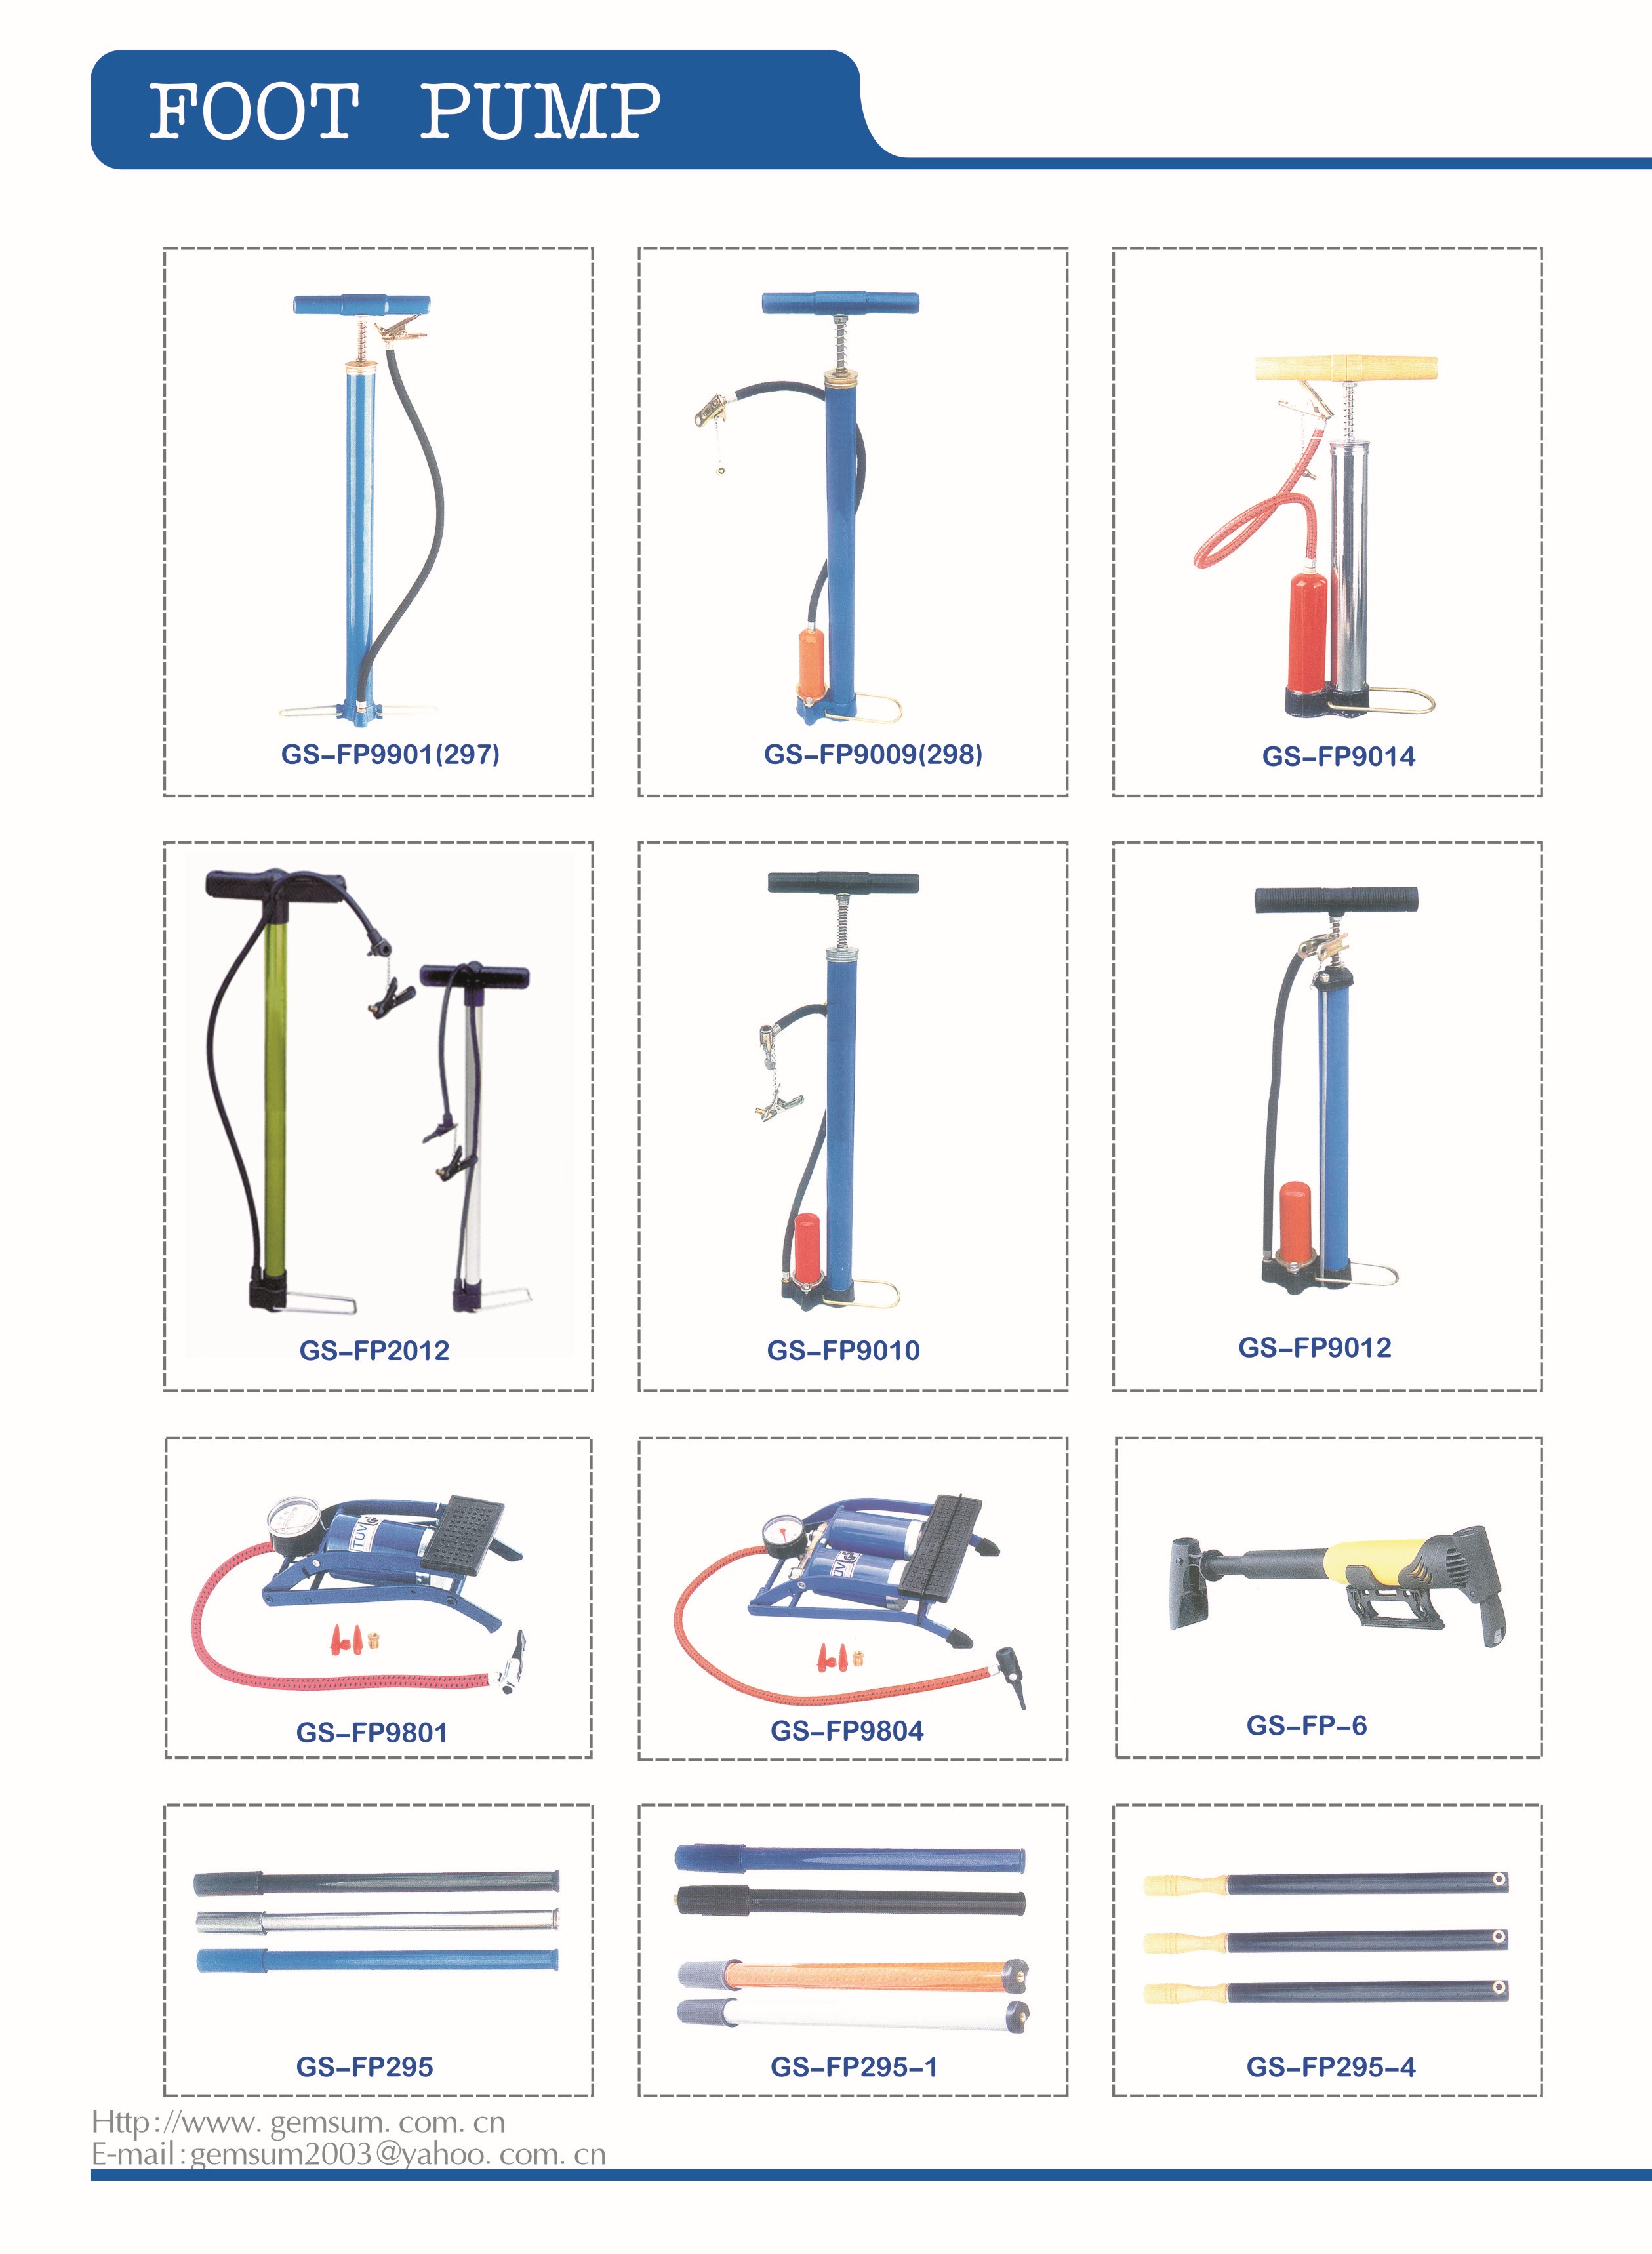 FOOT PUMP
GS-FP9901(297)
GS-FP9009(298)
GS-FP9014
GS-FP2012
GS-FP9010
GS-FP9012
TUV
GS-FP9801
UV
GS-FP9804
GS-FP-6
GS-FP295
GS-FP295-1
GS-FP295-4
Http://www.gemsum.com.cn
E-mail:gemsum2003@yahoo.com.cn